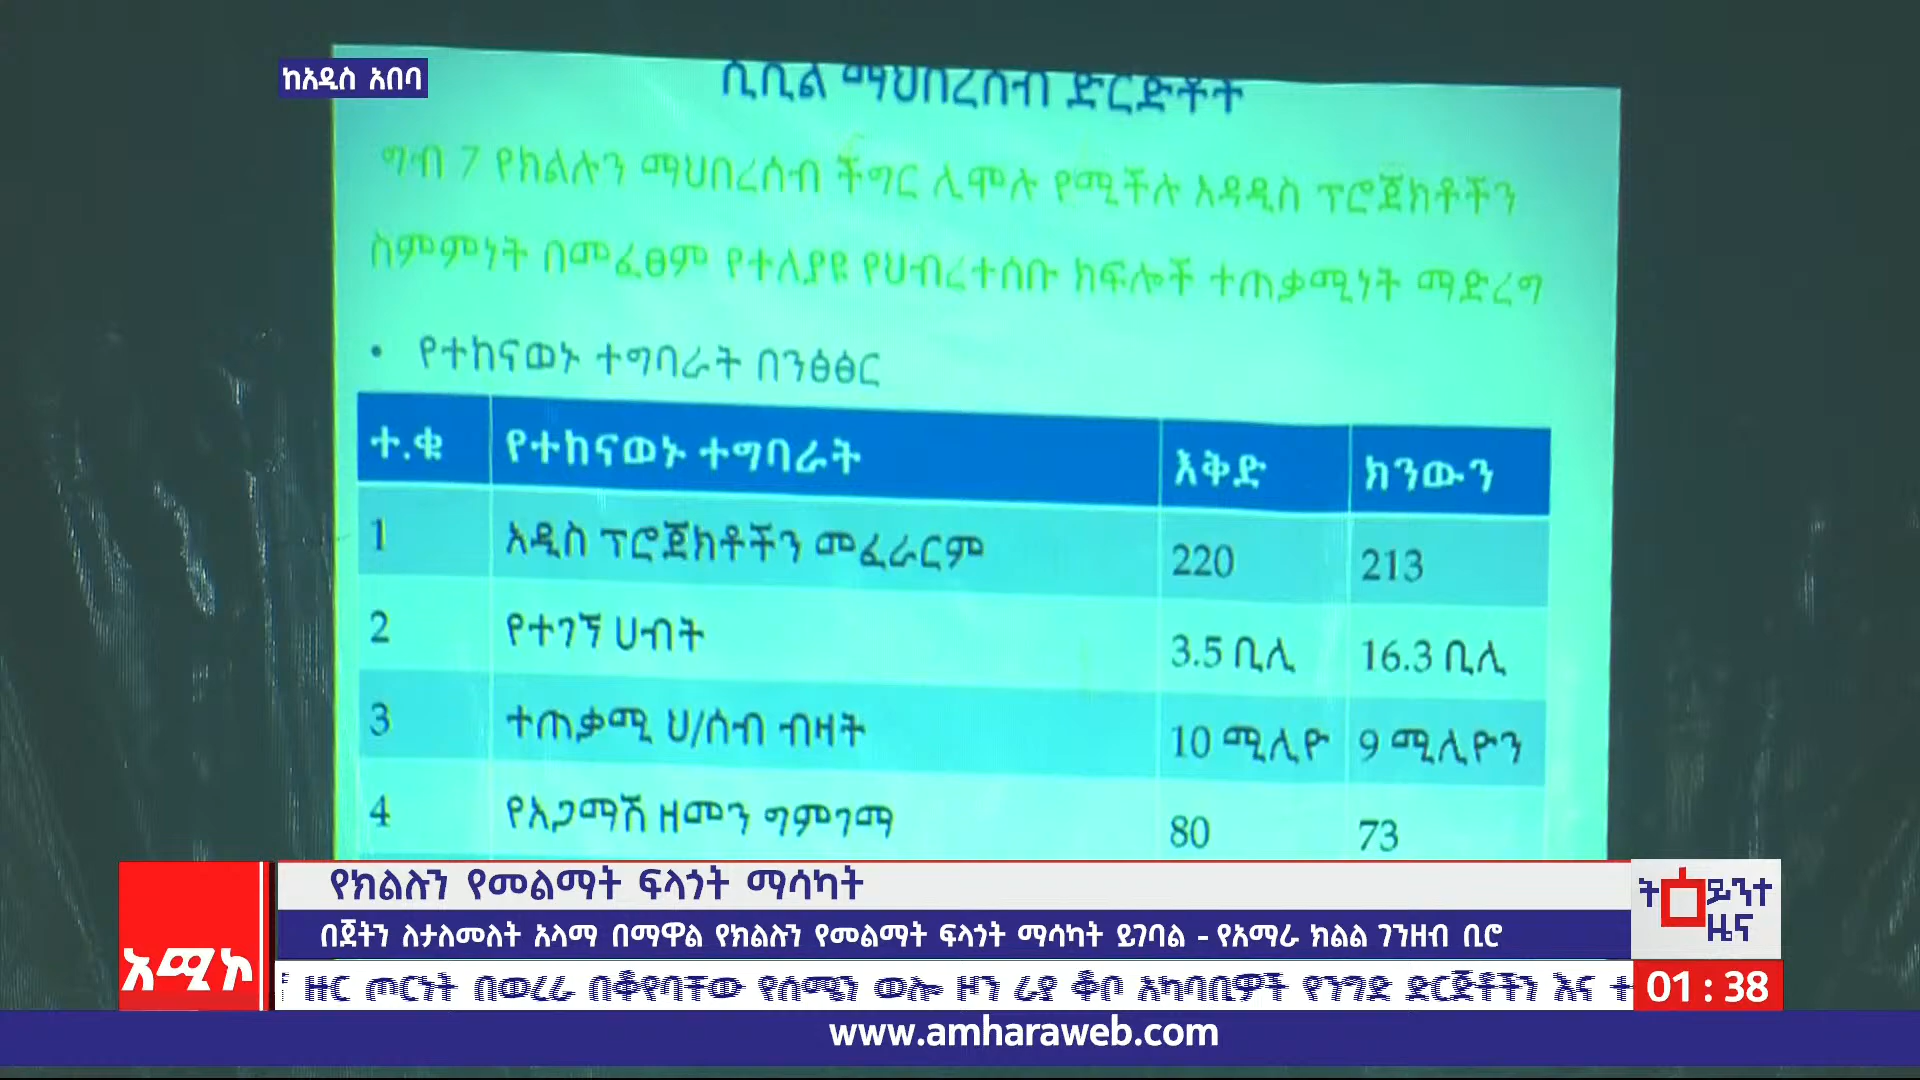 ከአዲስ አበባ
ሲቪል ማህበረሰብ ድርድቶት
ግብ 7 የክልሉን ማህበረሰብ ችግር ሊሞሉ የሚችሉ አዳዲስ ፕሮጀክቶችን
ስምምነት በመፈፀም የተለያዩ የህብረተሰቡ ክፍሎች ተጠቃሚነት ማድረግ
• የተከናወኑ ተግባራት በንፅፅር
ተ.ቁ የተከናወኑ ተግባራት እቅድ ክንውን
1 አዲስ ፕሮጀክቶችን መፈራርም 220 213
2 የተገኘ ሀብት 3.5 ቢሊ 16.3 ቢሊ
3 ተጠቃሚ ህ/ሰብ ብዛት 10 ሚሊዮ 9 ሚሊዮን
4 የአጋማሽ ዘመን ግምገማ 80 73
የክልሉን የመልማት ፍላጎት ማሳካት
በጀትን ለታለመለት አላማ በማዋል የክልሉን የመልማት ፍላጎት ማሳካት ይገባል - የአማራ ክልል ገንዘብ ቢሮ
ትዕይንተ ዜና
አሚኮ
ዘር ጦርነት በወረራ በቆየባቸው የሰሜን ወሎ ዞን ራያ ቆቦ አካባቢዎች የንግድ ድርጅቶችን እና ተ
01:38
www.amharaweb.com